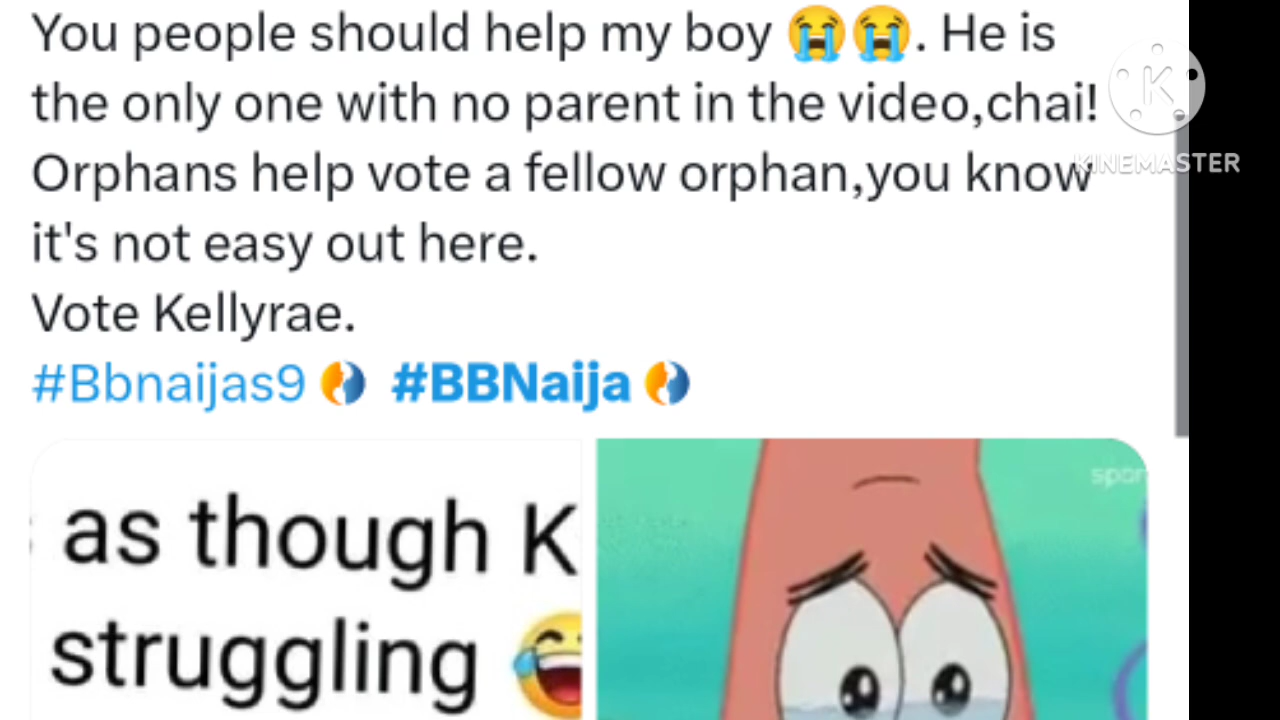 You people should help my boy 😭😭. He is
the only one with no parent in the video,chai!
Orphans help vote a fellow orphan,you know
it's not easy out here.
Vote Kellyrae.
#Bbnaijas9 #BBNaija
KINEMASTER
as though K
struggling 😂
spon